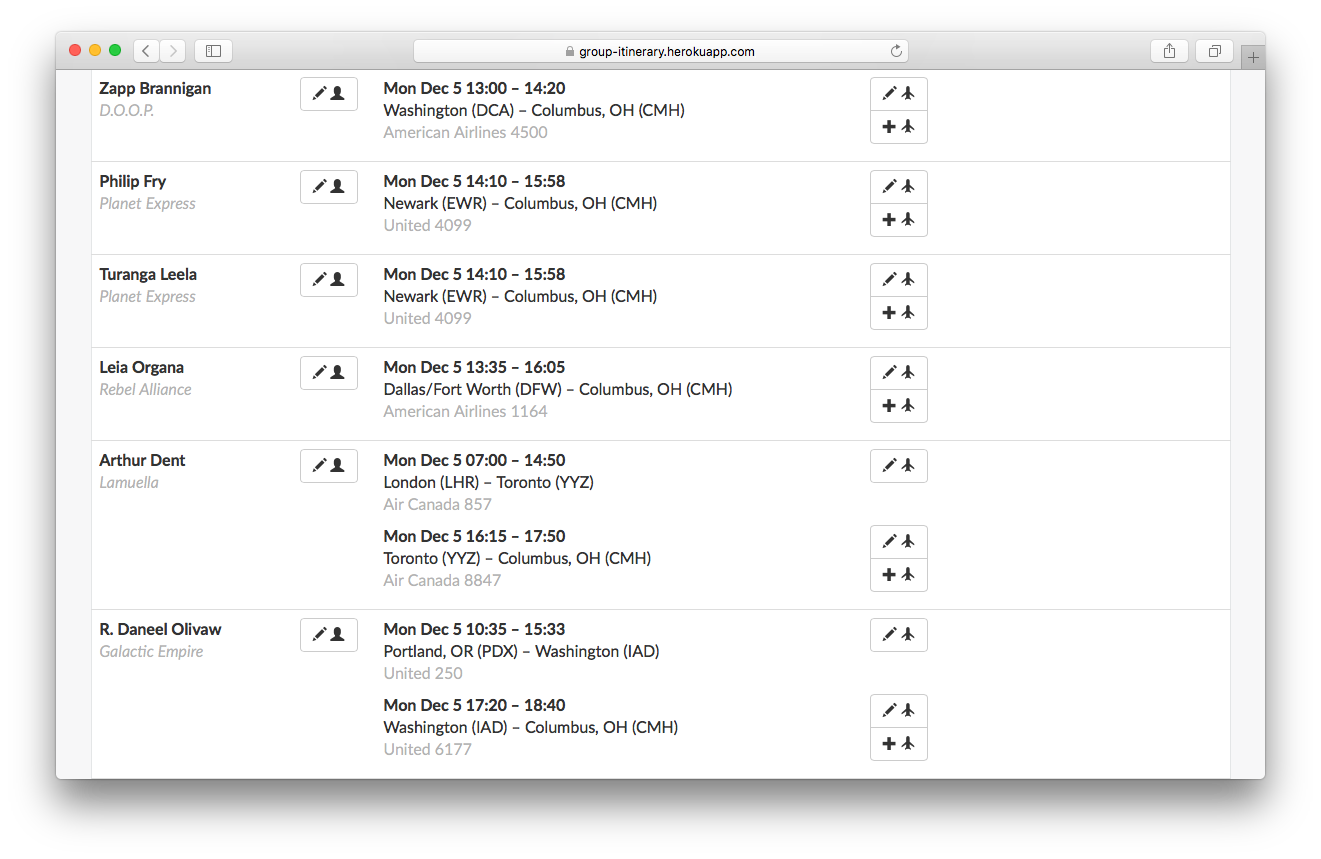 group-itinerary.herokuapp.com
Zapp Brannigan
D.O.O.P.
Mon Dec 5 13:00 – 14:20
Washington (DCA) – Columbus, OH (CMH)
American Airlines 4500
Philip Fry
Planet Express
Mon Dec 5 14:10 – 15:58
Newark (EWR) – Columbus, OH (CMH)
United 4099
Turanga Leela
Planet Express
Mon Dec 5 14:10 – 15:58
Newark (EWR) – Columbus, OH (CMH)
United 4099
Leia Organa
Rebel Alliance
Mon Dec 5 13:35 – 16:05
Dallas/Fort Worth (DFW) – Columbus, OH (CMH)
American Airlines 1164
Arthur Dent
Lamuella
Mon Dec 5 07:00 – 14:50
London (LHR) – Toronto (YYZ)
Air Canada 857
Mon Dec 5 16:15 – 17:50
Toronto (YYZ) – Columbus, OH (CMH)
Air Canada 8847
R. Daneel Olivaw
Galactic Empire
Mon Dec 5 10:35 – 15:33
Portland, OR (PDX) – Washington (IAD)
United 250
Mon Dec 5 17:20 – 18:40
Washington (IAD) – Columbus, OH (CMH)
United 6177